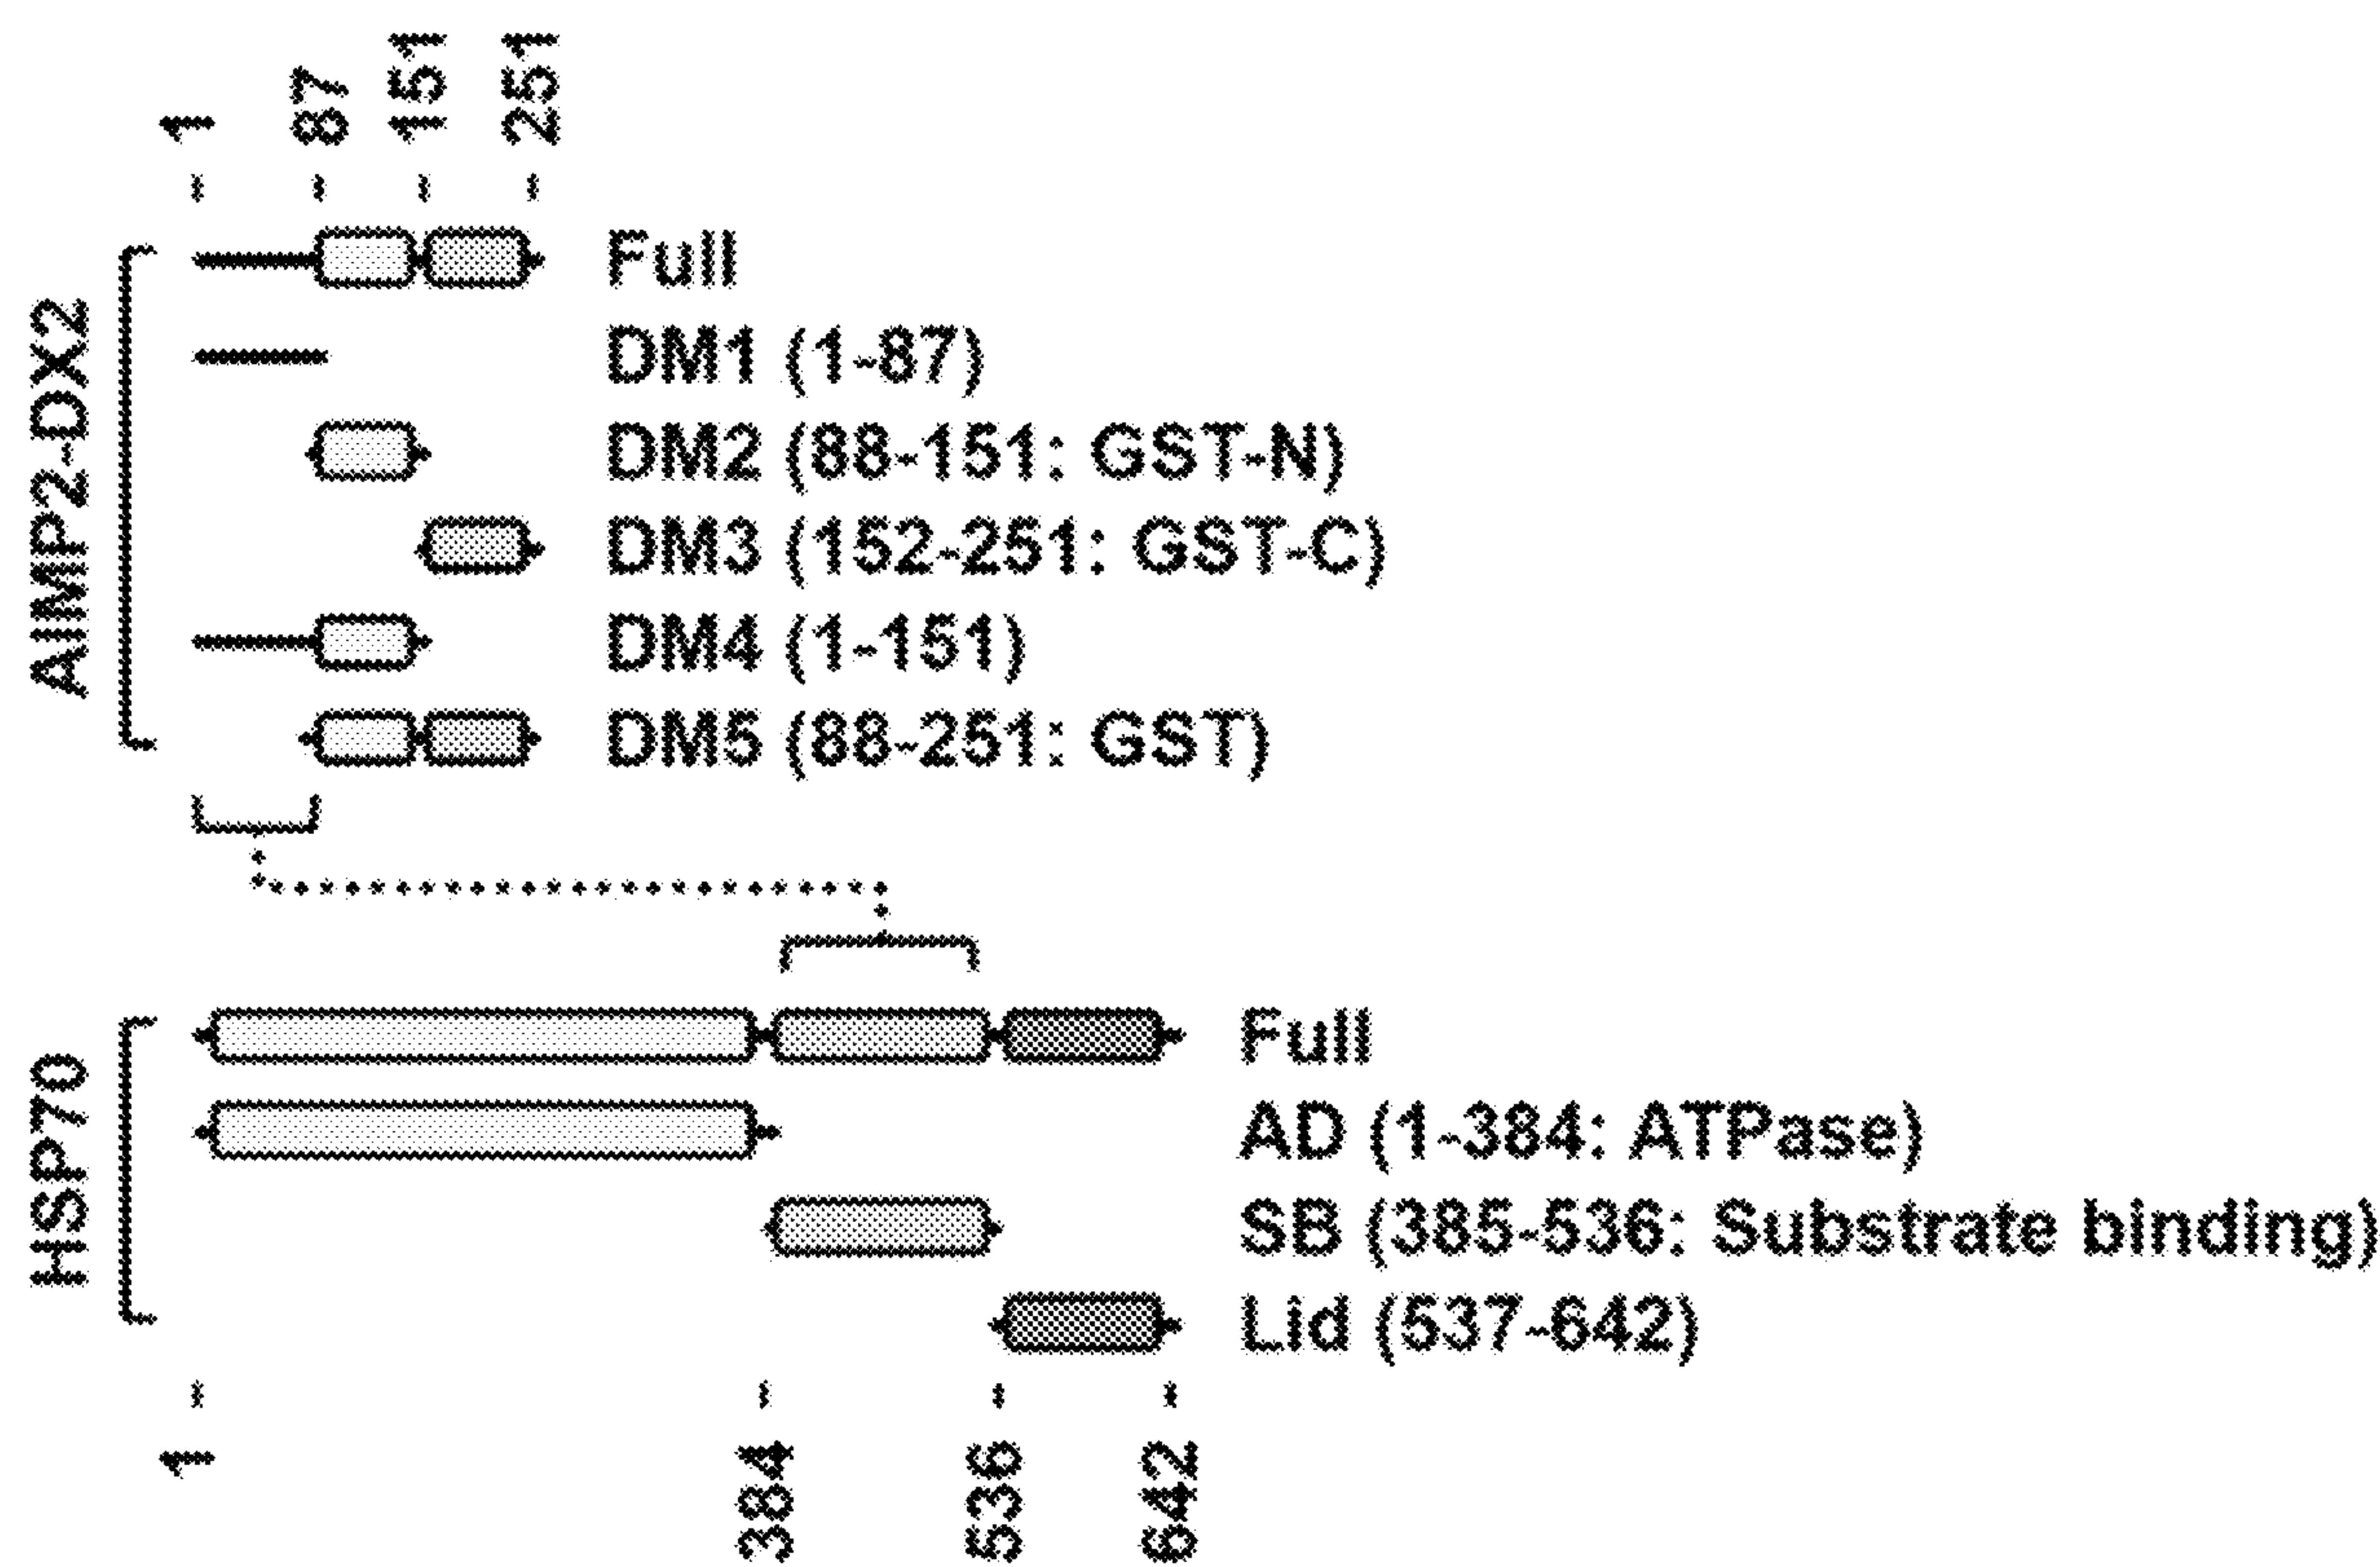 1 87 151 251
AIMP2-DX2
Full
DM1 (1-87)
DM2 (88-151: GST-N)
DM3 (152-251: GST-C)
DM4 (1-151)
DM5 (88-251: GST)
HSP70
Full
AD (1-384: ATPase)
SB (385-536: Substrate binding)
Lid (537-642)
1 384 536 642